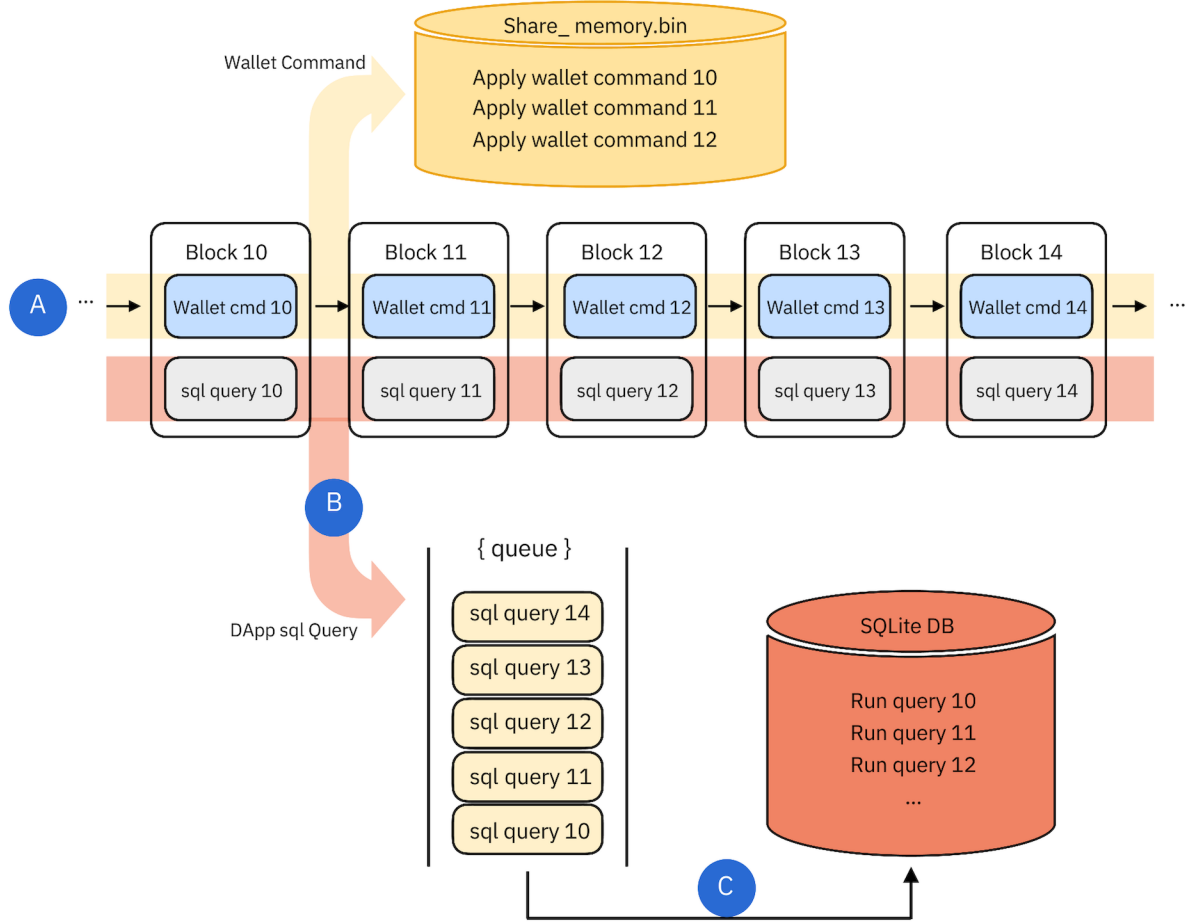 Share_ memory.bin
Wallet Command
Apply wallet command 10
Apply wallet command 11
Apply wallet command 12
Block 10
Block 11
Block 12
Block 13
Block 14
A
...
Wallet cmd 10
Wallet cmd 11
Wallet cmd 12
Wallet cmd 13
Wallet cmd 14
...
sql query 10
sql query 11
sql query 12
sql query 13
sql query 14
B
DApp sql Query
{ queue }
sql query 14
sql query 13
sql query 12
sql query 11
sql query 10
SQLite DB
Run query 10
Run query 11
Run query 12
...
C